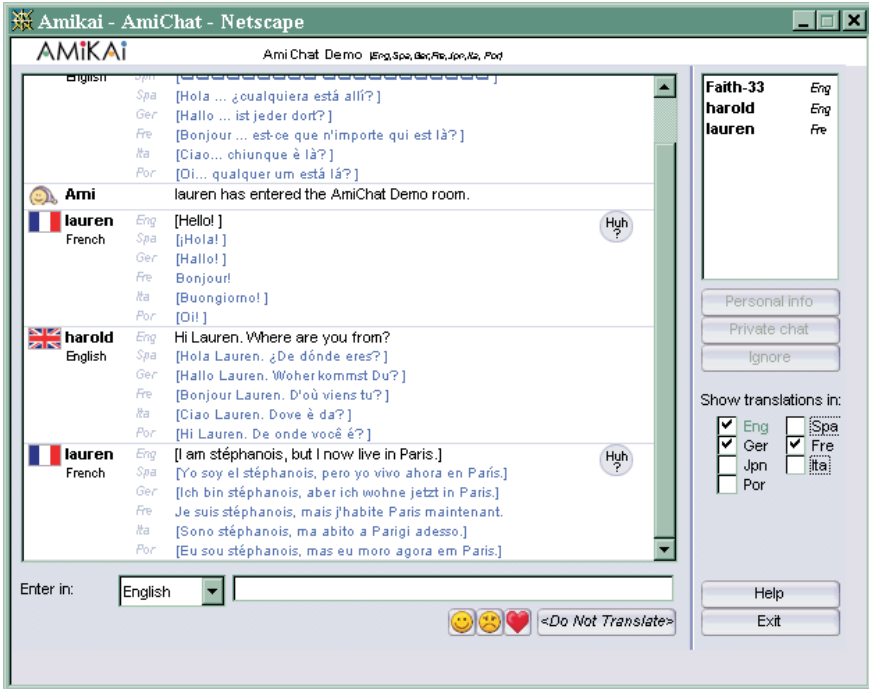 Amikai - AmiChat - Netscape
AMiKAi
AmiChat Demo (Eng,Spa,Ger,Fre,Jpn,Ita, Por)
English
Spa [Hola ... ¿cualquiera está allí? ]
Ger [Hallo ... ist jeder dort? ]
Fre [Bonjour ... est-ce que n'importe qui est là? ]
Ita [Ciao... chiunque è là? ]
Por [Oi... qualquer um está lá? ]
Ami lauren has entered the AmiChat Demo room.
lauren Eng [Hello! ]
Huh?
French Spa [¡Hola! ]
Ger [Hallo! ]
Fre Bonjour!
Ita [Buongiorno! ]
Por [Oi! ]
harold Eng Hi Lauren. Where are you from?
English Spa [Hola Lauren. ¿De dónde eres? ]
Ger [Hallo Lauren. Woher kommst Du? ]
Fre [Bonjour Lauren. D'où viens tu? ]
Ita [Ciao Lauren. Dove è da? ]
Por [Hi Lauren. De onde você é? ]
lauren Eng [I am stéphanois, but I now live in Paris.]
Huh?
French Spa [Yo soy el stéphanois, pero yo vivo ahora en París.]
Ger [Ich bin stéphanois, aber ich wohne jetzt in Paris.]
Fre Je suis stéphanois, mais j'habite Paris maintenant.
Ita [Sono stéphanois, ma abito a Parigi adesso.]
Por [Eu sou stéphanois, mas eu moro agora em Paris.]
Enter in: English
<Do Not Translate>
Faith-33 Eng
harold Eng
lauren Fre
Personal info
Private chat
Ignore
Show translations in:
Eng Spa
Ger Fre
Jpn Ita
Por
Help
Exit